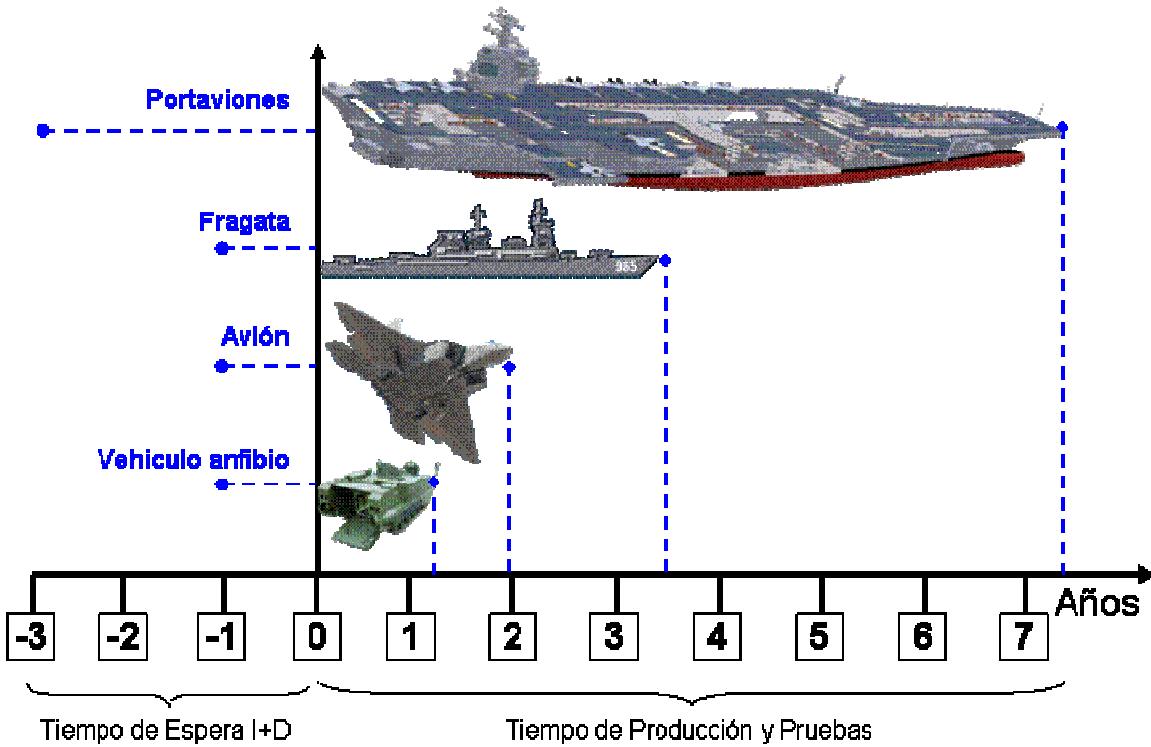 Portaviones
Fragata
985
Avión
Vehiculo anfibio
Años
-3 -2 -1 0 1 2 3 4 5 6 7
Tiempo de Espera I+D Tiempo de Producción y Pruebas